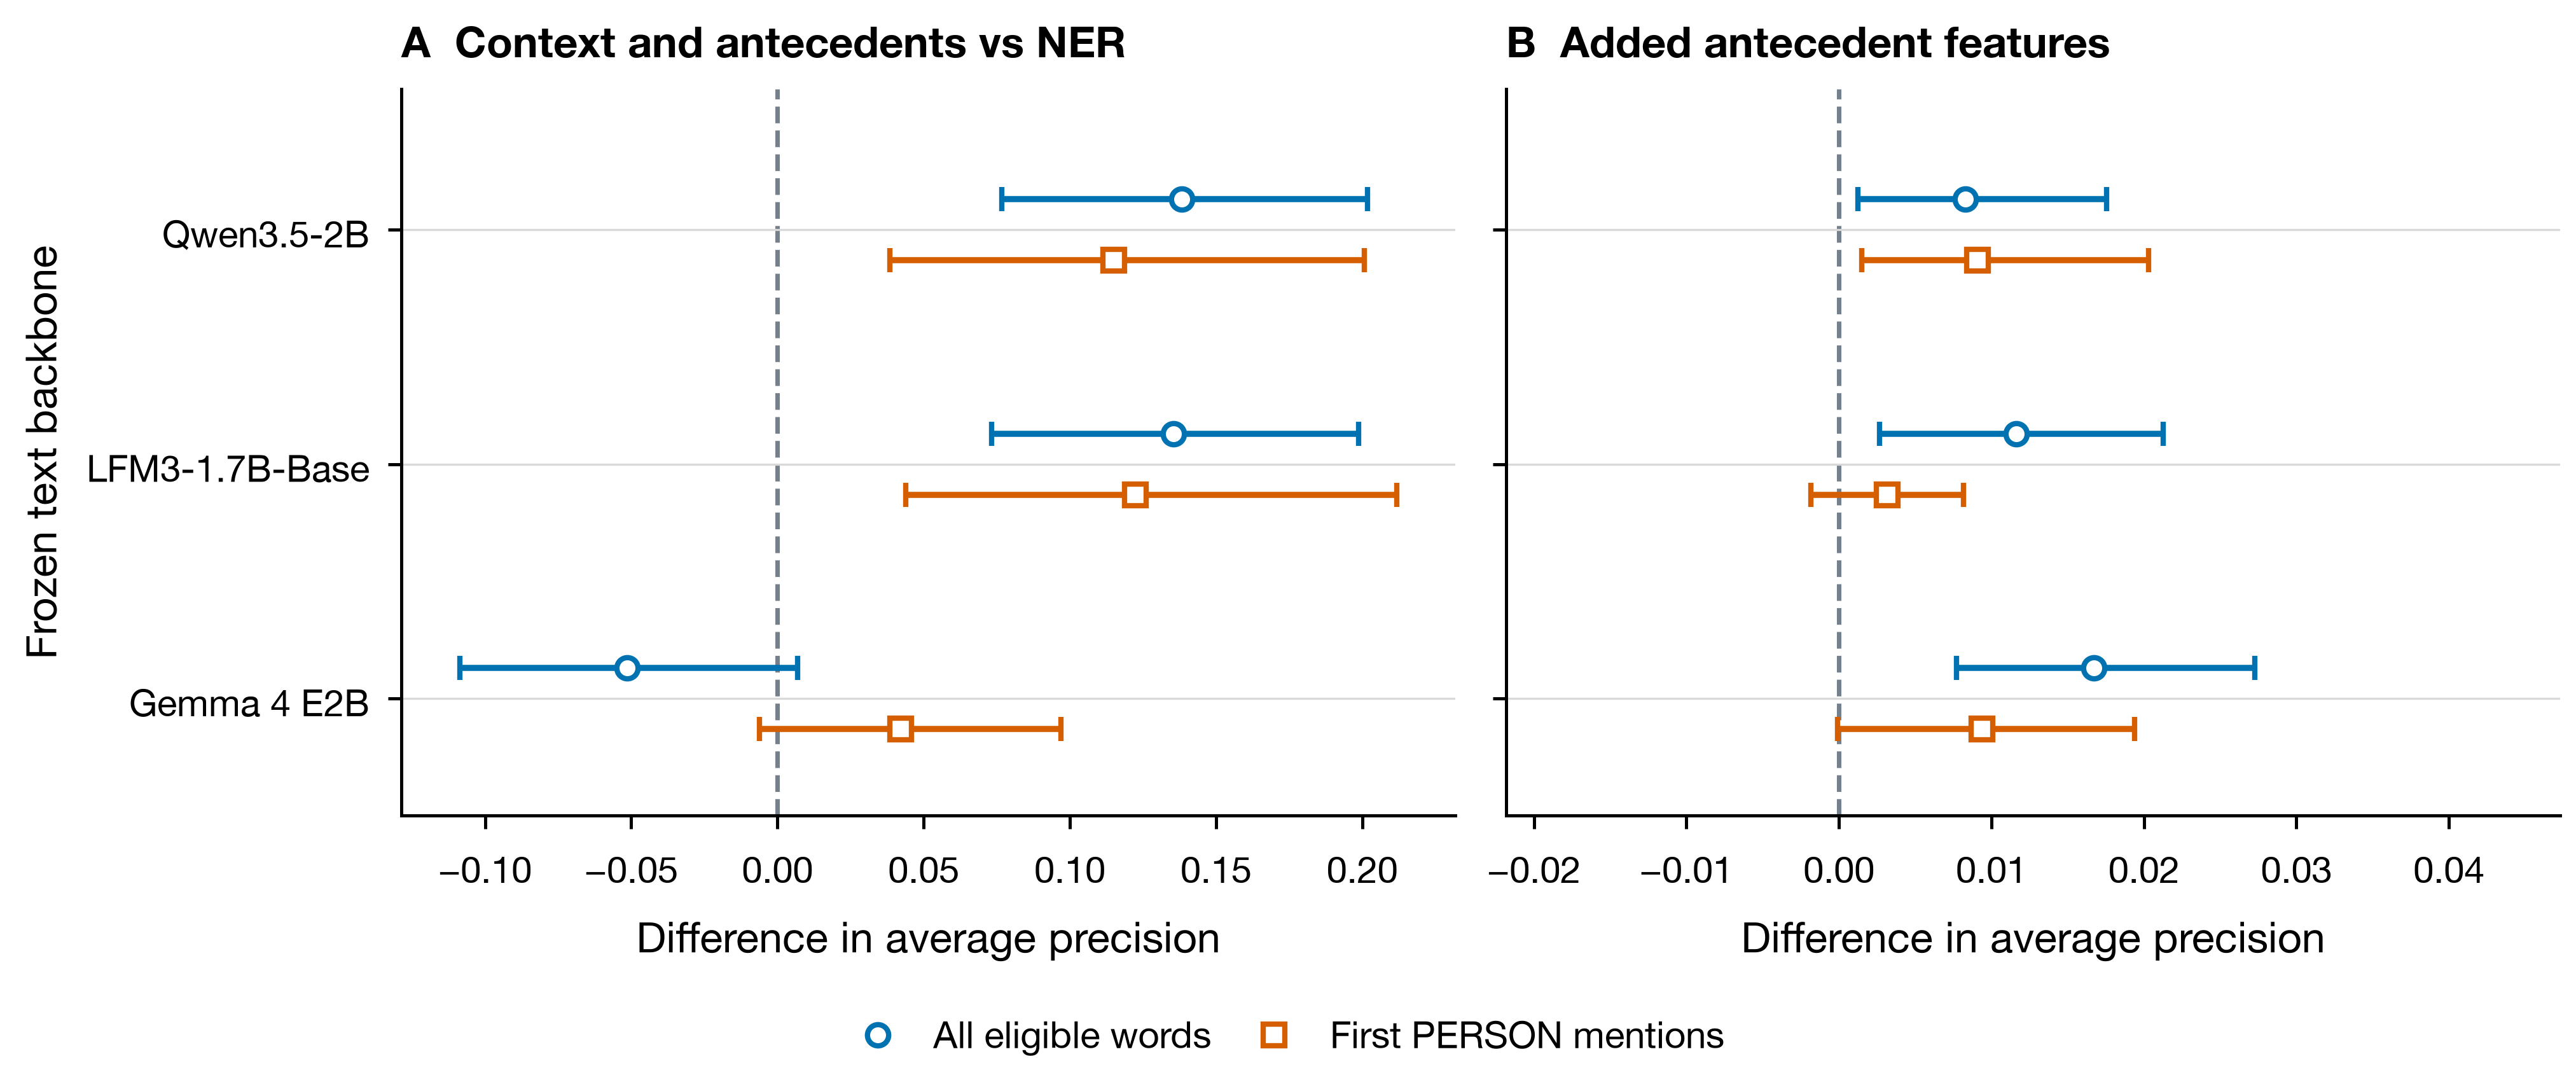 A Context and antecedents vs NER
B Added antecedent features
Frozen text backbone
Qwen3.5-2B
LFM3-1.7B-Base
Gemma 4 E2B
−0.10 −0.05 0.00 0.05 0.10 0.15 0.20
−0.02 −0.01 0.00 0.01 0.02 0.03 0.04
Difference in average precision
Difference in average precision
All eligible words First PERSON mentions